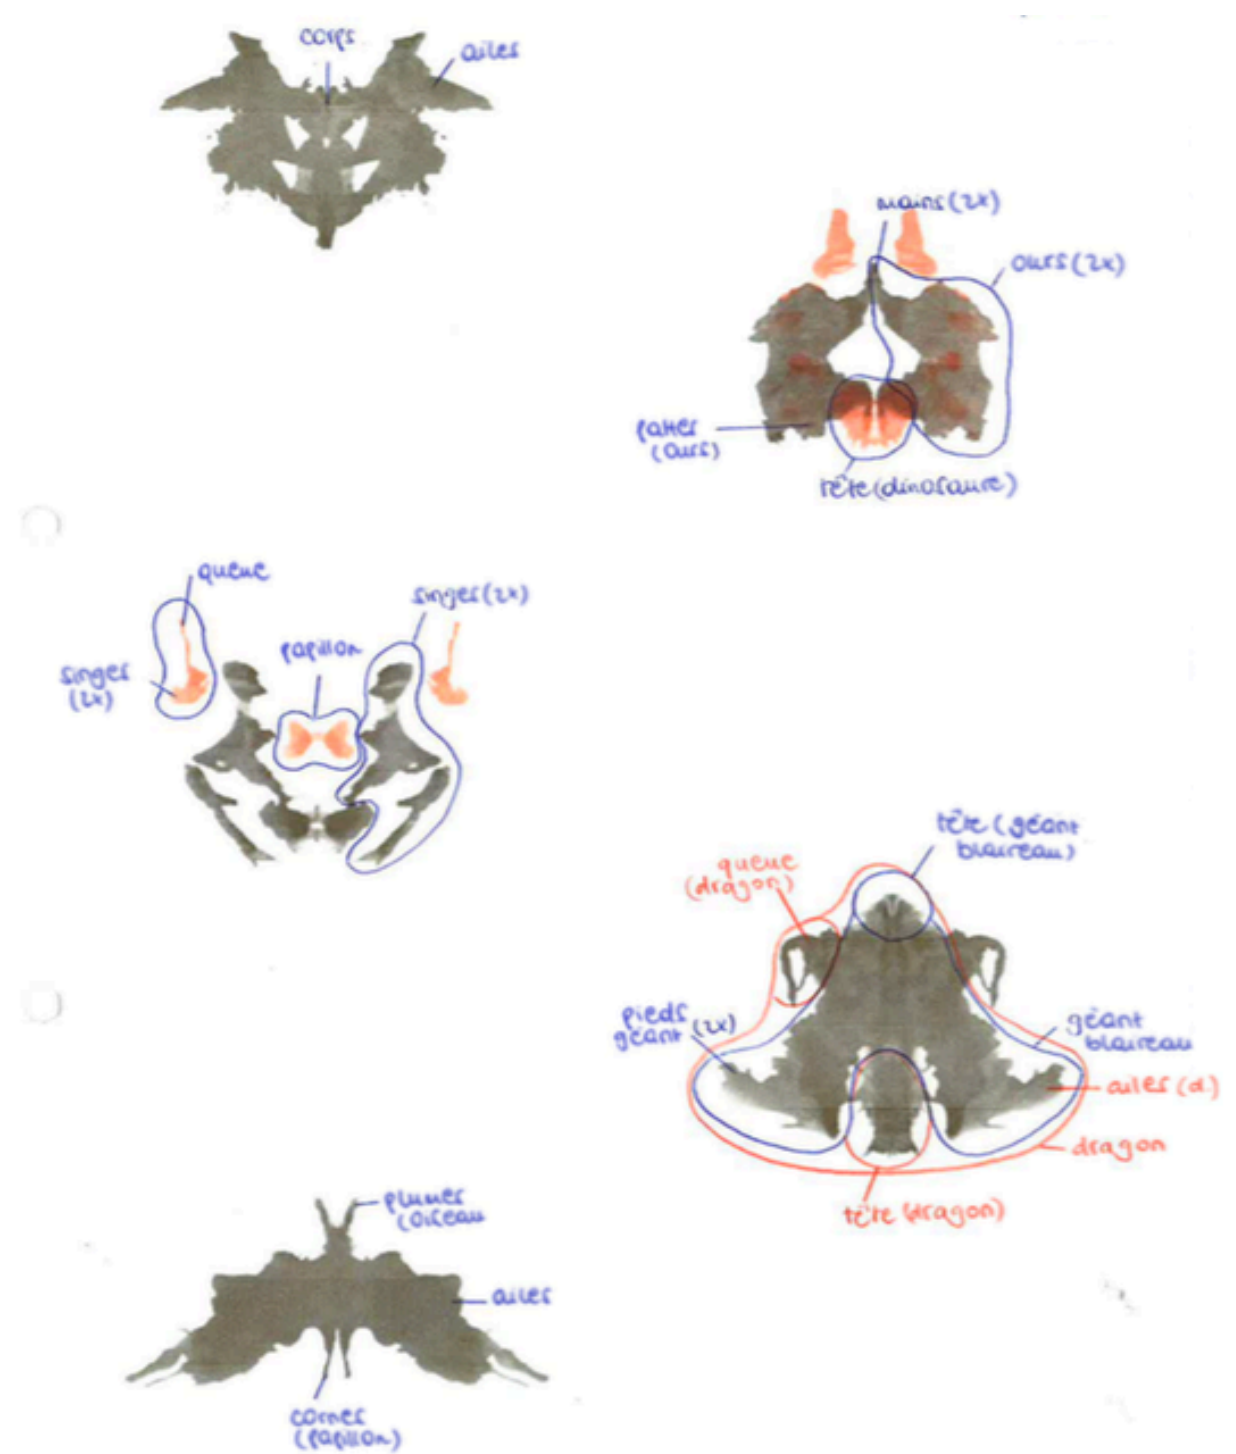 corps
ailes
mains (2x)
ours (2x)
pattes
(ours)
tête (dinosaure)
queue
singes (2x)
papillon
singes
(2x)
tête (géant
blaireau)
queue
(dragon)
pieds
géant (2x)
géant
blaireau
ailes (d.)
dragon
tête (dragon)
plumes
(oiseau
ailes
cornes
(papillon)